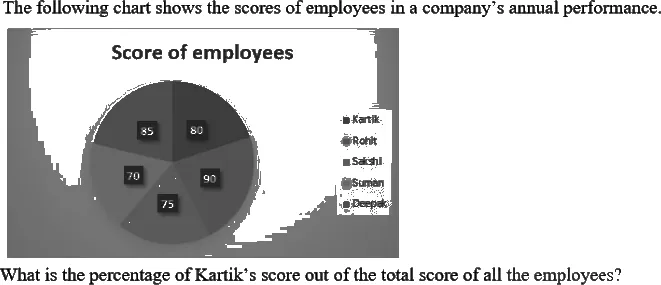 The following chart shows the scores of employees in a company's annual performance.
Score of employees
85 80
70 90
75
Kartik
Rohit
Sakshi
Suman
Deepak
What is the percentage of Kartik's score out of the total score of all the employees?